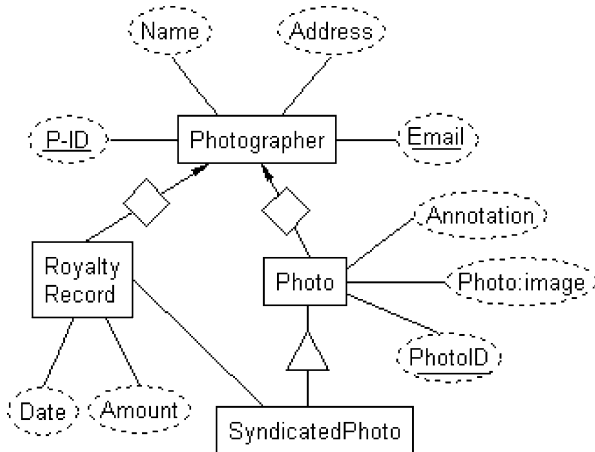 Name
Address
P-ID
Photographer
Email
Annotation
Royalty
Record
Photo
Photo:image
PhotoID
Date
Amount
SyndicatedPhoto